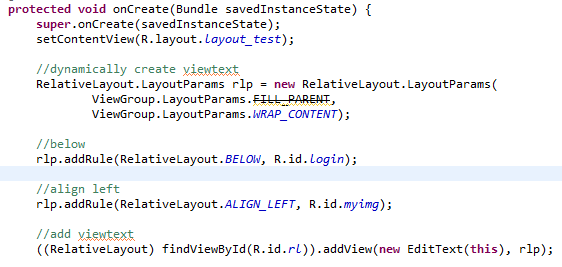 protected void onCreate(Bundle savedInstanceState) {
super.onCreate(savedInstanceState);
setContentView(R.layout.layout_test);
//dynamically create viewtext
RelativeLayout.LayoutParams rlp = new RelativeLayout.LayoutParams(
ViewGroup.LayoutParams.FILL_PARENT,
ViewGroup.LayoutParams.WRAP_CONTENT);
//below
rlp.addRule(RelativeLayout.BELOW, R.id.login);
//align left
rlp.addRule(RelativeLayout.ALIGN_LEFT, R.id.myimg);
//add viewtext
((RelativeLayout) findViewById(R.id.rl)).addView(new EditText(this), rlp);